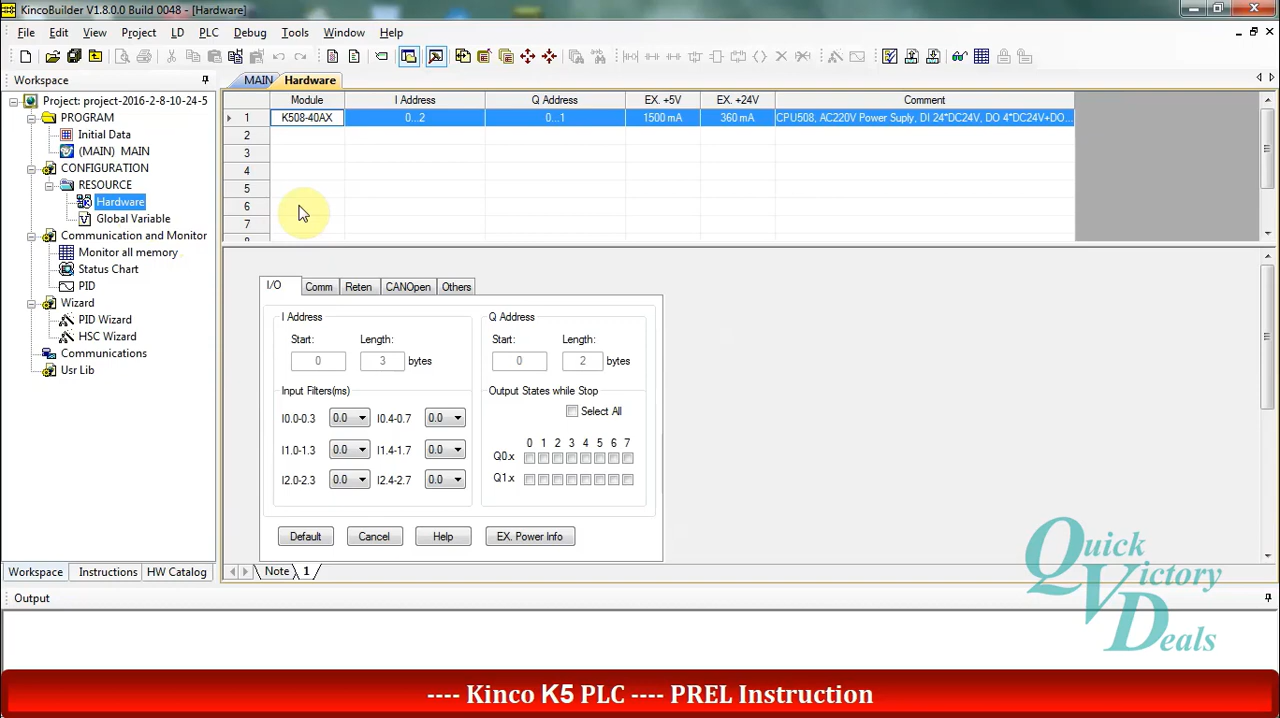 KincoBuilder V1.8.0.0 Build 0048 - [Hardware]
File Edit View Project LD PLC Debug Tools Window Help
Workspace
MAIN Hardware
Project: project-2016-2-8-10-24-5
PROGRAM
Initial Data
(MAIN) MAIN
CONFIGURATION
RESOURCE
Hardware
Global Variable
Communication and Monitor
Monitor all memory
Status Chart
PID
Wizard
PID Wizard
HSC Wizard
Communications
Usr Lib
Workspace Instructions HW Catalog
Module I Address Q Address EX. +5V EX. +24V Comment
1 K508-40AX 0...2 0...1 1500 mA 360 mA CPU508, AC220V Power Suply, DI 24*DC24V, DO 4*DC24V+DO...
2
3
4
5
6
7
8
I/O Comm Reten CANOpen Others
I Address Q Address
Start: Length: Start: Length:
0 3 bytes 0 2 bytes
Input Filters(ms) Output States while Stop
Select All
I0.0-0.3 0.0 I0.4-0.7 0.0
0 1 2 3 4 5 6 7
I1.0-1.3 0.0 I1.4-1.7 0.0 Q0.x
I2.0-2.3 0.0 I2.4-2.7 0.0 Q1.x
Default Cancel Help EX. Power Info
Note 1
Quick
Victory
Deals
Output
---- Kinco K5 PLC ---- PREL Instruction